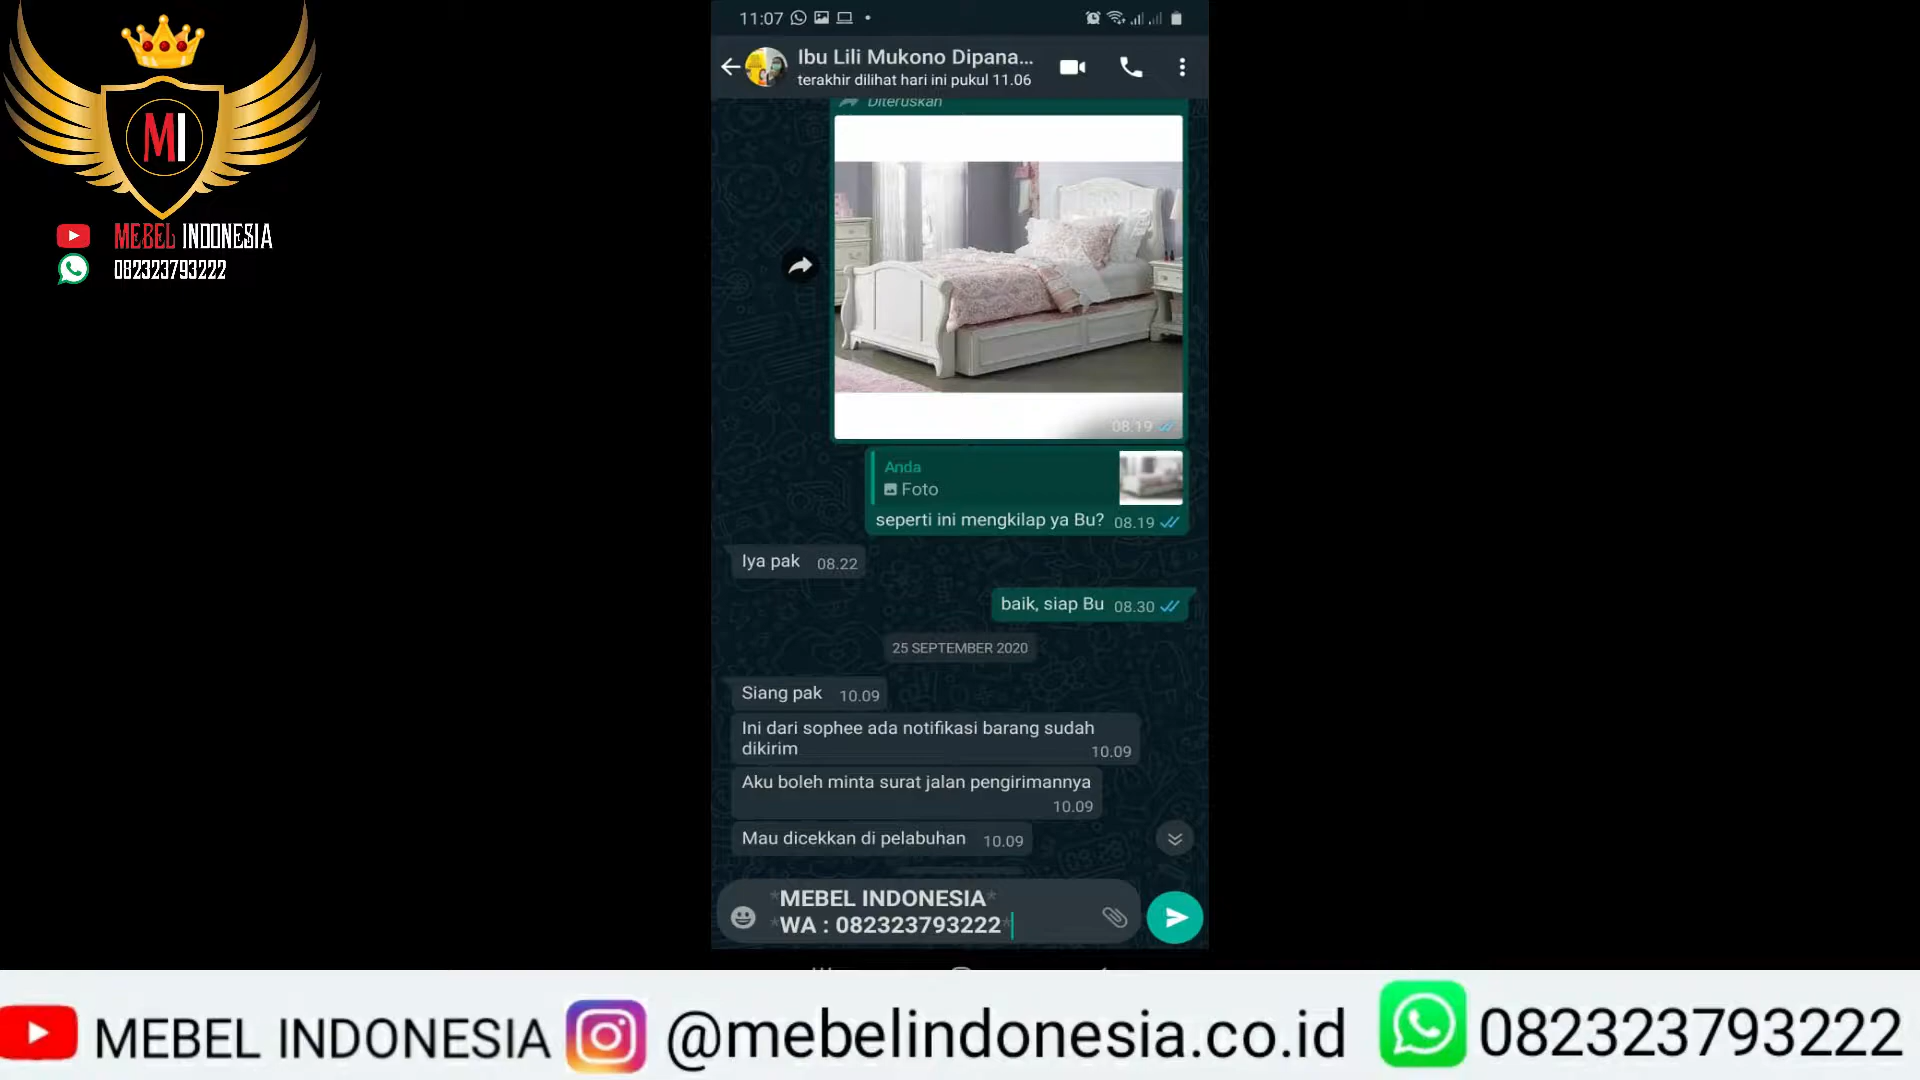 11:07
Ibu Lili Mukono Dipana...
terakhir dilihat hari ini pukul 11.06
MI
MEBEL INDONESIA
082323793222
Diteruskan
08.19
Anda
Foto
seperti ini mengkilap ya Bu? 08.19
Iya pak 08.22
baik, siap Bu 08.30
25 SEPTEMBER 2020
Siang pak 10.09
Ini dari sophee ada notifikasi barang sudah
dikirim 10.09
Aku boleh minta surat jalan pengirimannya
10.09
Mau dicekkan di pelabuhan 10.09
*MEBEL INDONESIA*
*WA : 082323793222*
MEBEL INDONESIA @mebelindonesia.co.id 082323793222